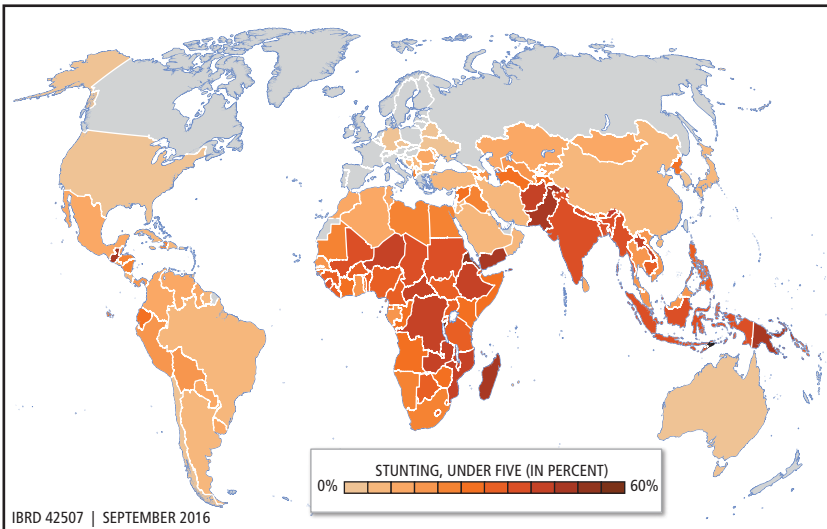 STUNTING, UNDER FIVE (IN PERCENT)
0% 60%
IBRD 42507 | SEPTEMBER 2016